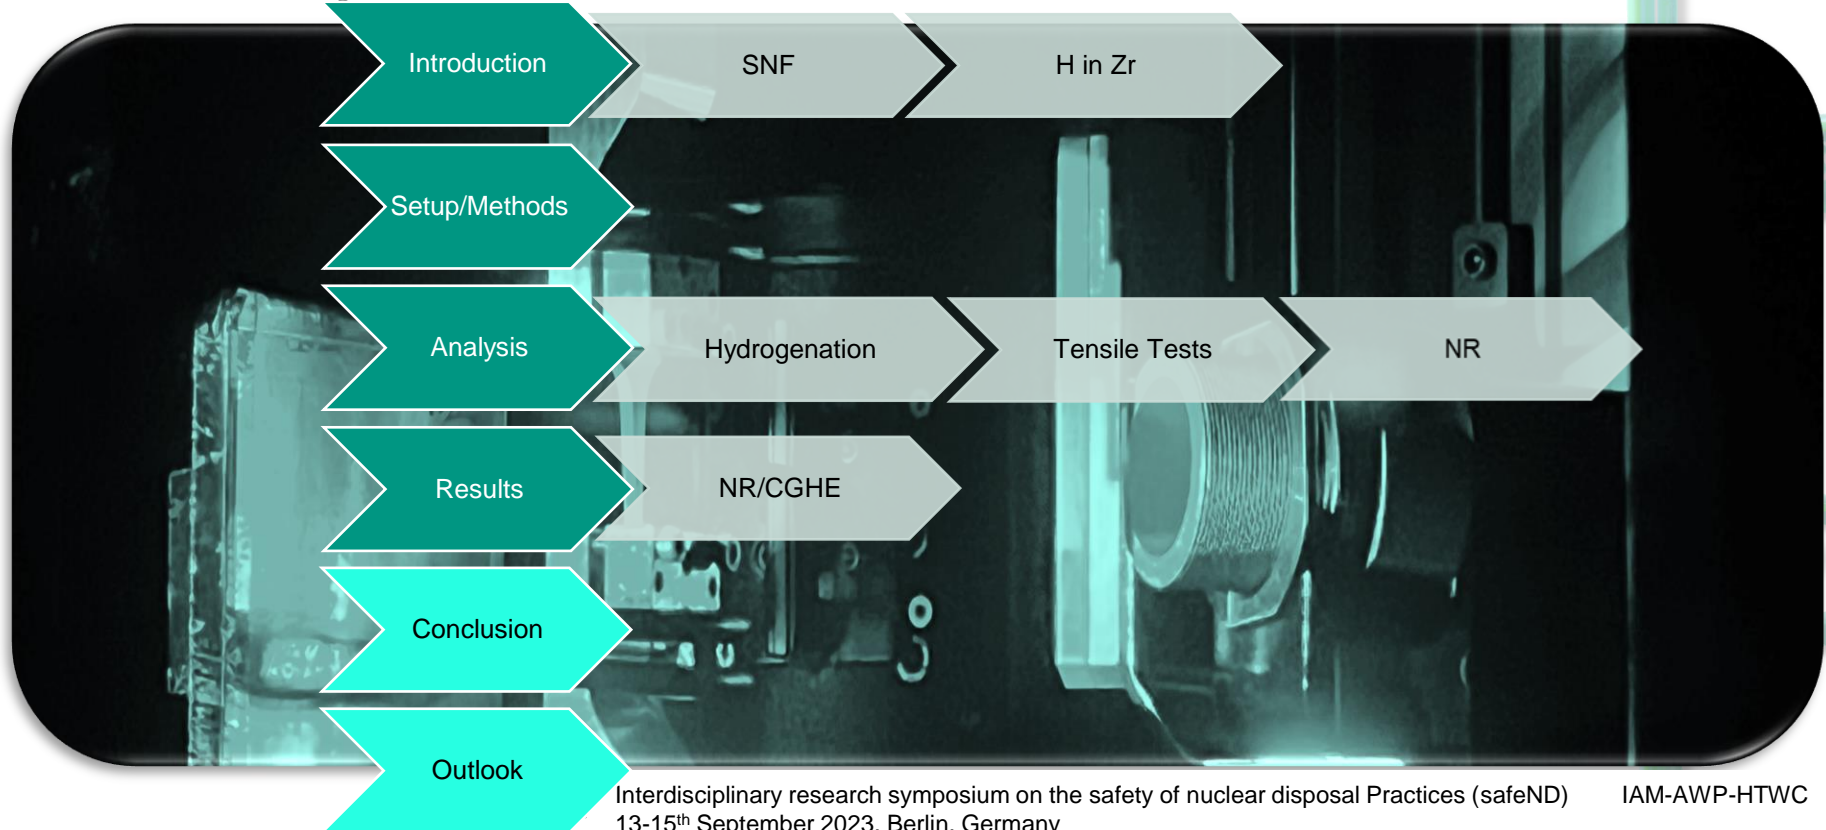 Introduction
SNF
H in Zr
Setup/Methods
Analysis
Hydrogenation
Tensile Tests
NR
Results
NR/CGHE
Conclusion
Outlook
Interdisciplinary research symposium on the safety of nuclear disposal Practices (safeND)
IAM-AWP-HTWC
13-15th September 2023, Berlin, Germany